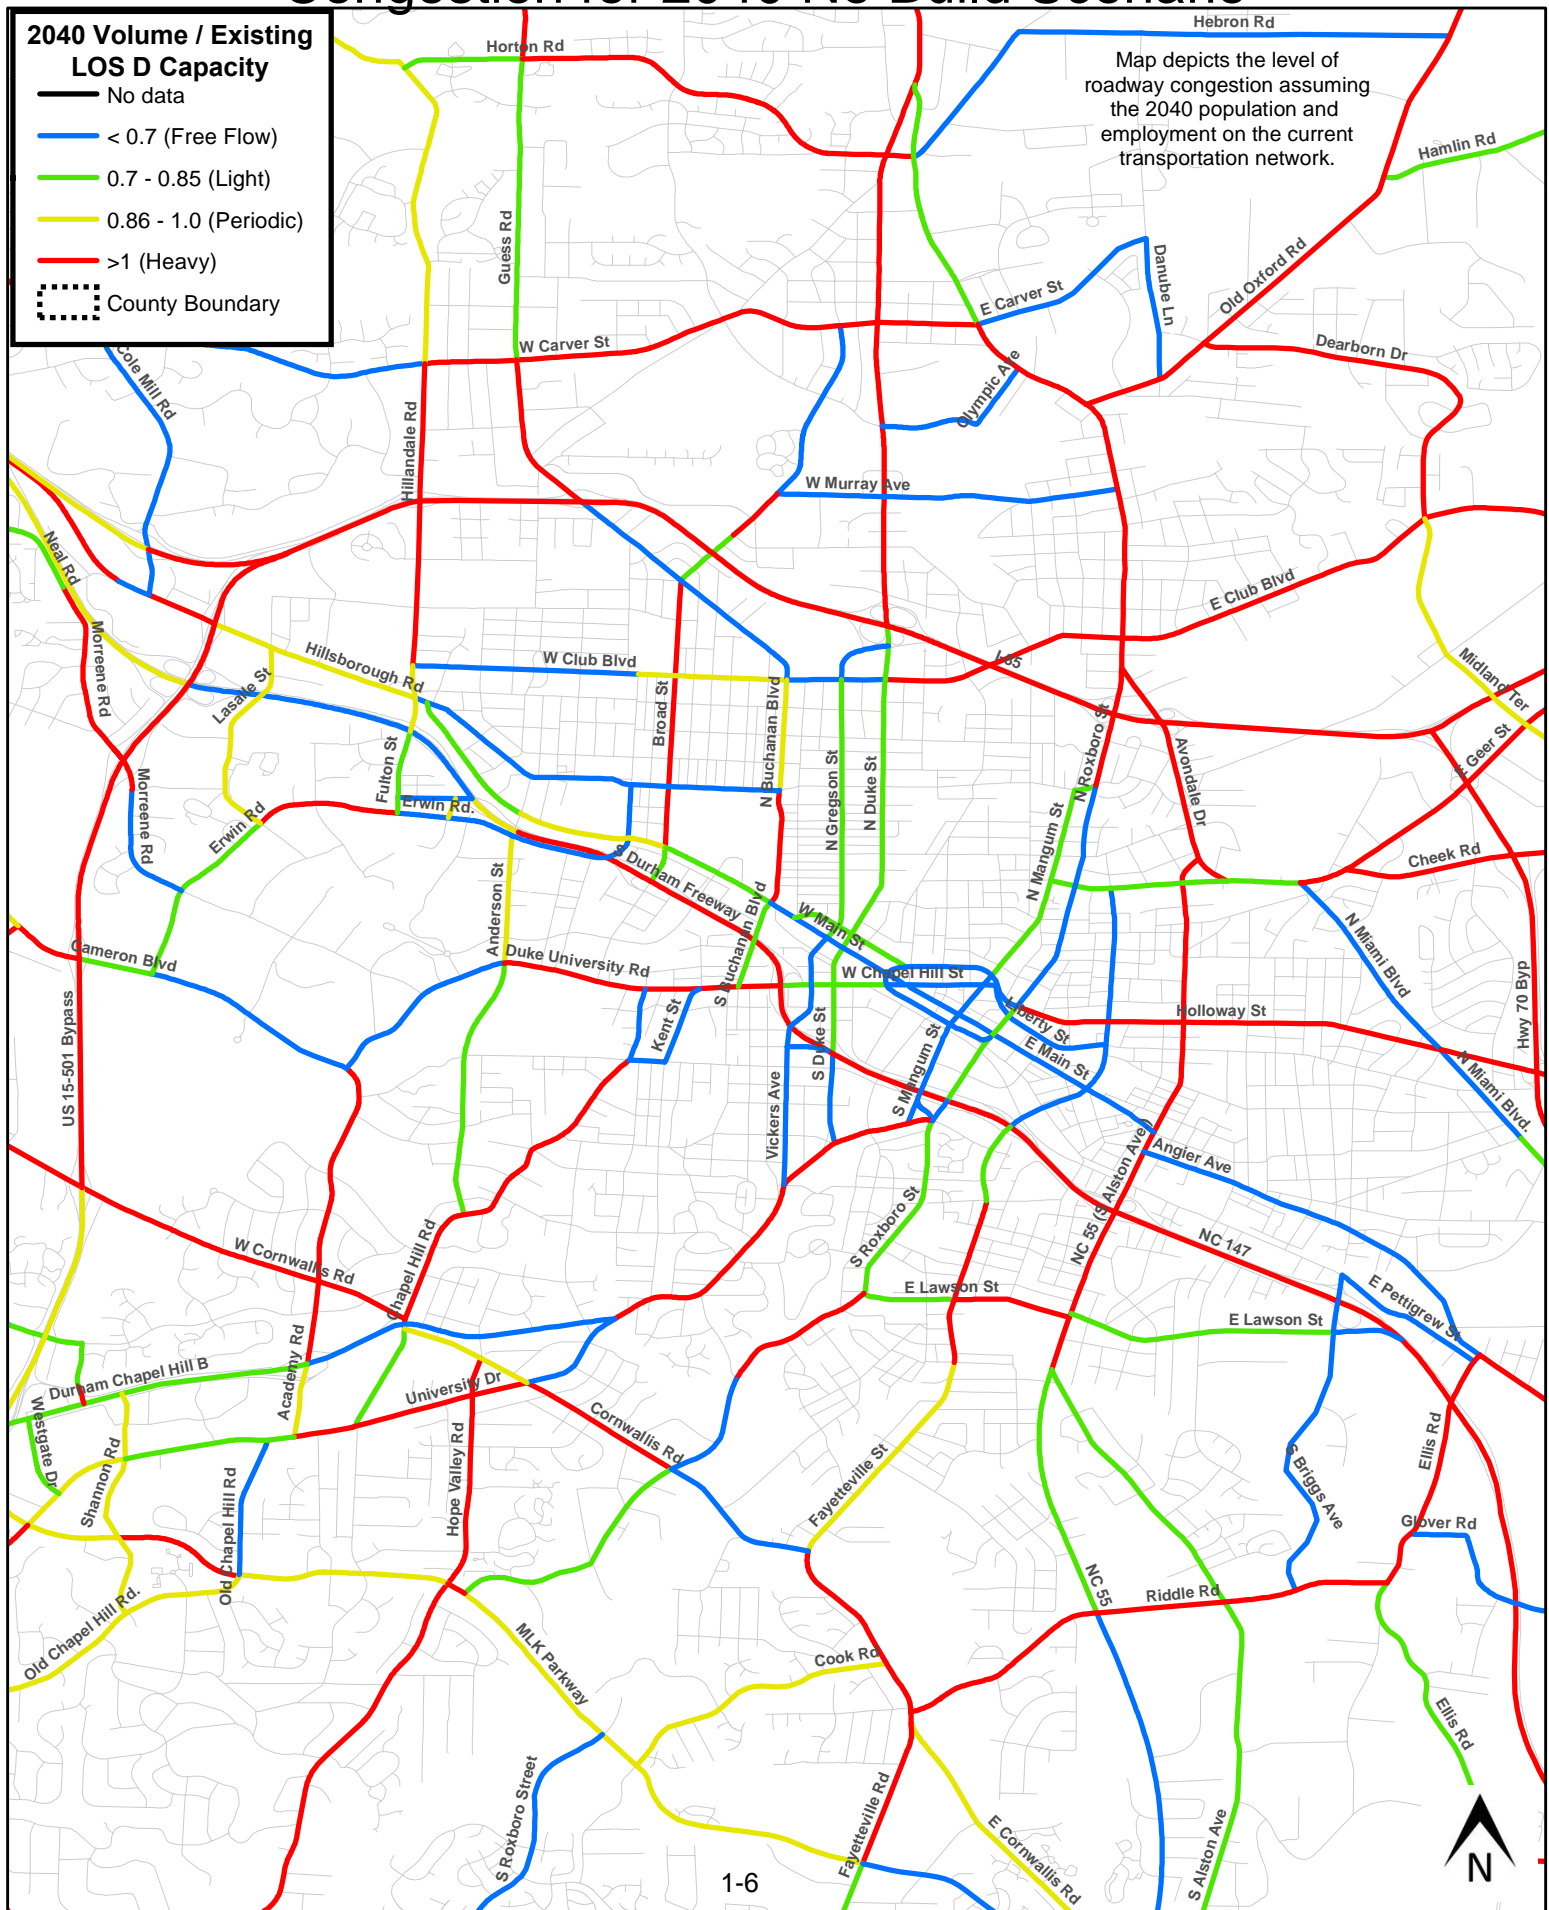 Congestion for 2040 No Build Scenario
2040 Volume / Existing
LOS D Capacity
No data
< 0.7 (Free Flow)
0.7 - 0.85 (Light)
0.86 - 1.0 (Periodic)
>1 (Heavy)
County Boundary
Map depicts the level of
roadway congestion assuming
the 2040 population and
employment on the current
transportation network.
Hebron Rd
Horton Rd
Hamlin Rd
Guess Rd
Danube Ln
Old Oxford Rd
E Carver St
W Carver St
Dearborn Dr
Cole Mill Rd
Olympic Ave
Hillandale Rd
W Murray Ave
Neal Rd
E Club Blvd
Morreene Rd
Hillsborough Rd
W Club Blvd
I-85
Midland Ter
Lasalle St
Broad St
N Buchanan Blvd
N Roxboro St
E Geer St
Avondale Dr
Fulton St
N Gregson St
N Duke St
Morreene Rd
Erwin Rd.
Erwin Rd
N Mangum St
Cheek Rd
S Durham Freeway
Anderson St
W Main St
N Miami Blvd
Cameron Blvd
Duke University Rd
S Buchanan Blvd
W Chapel Hill St
Hwy 70 Byp
US 15-501 Bypass
Kent St
Liberty St
Holloway St
S Duke St
S Mangum St
E Main St
N Miami Blvd.
Vickers Ave
Angier Ave
NC 55 (S Alston Ave)
W Cornwallis Rd
Chapel Hill Rd
S Roxboro St
NC 147
E Lawson St
E Lawson St
E Pettigrew St
Durham Chapel Hill B
Academy Rd
University Dr
Westgate Dr
Cornwallis Rd
Hope Valley Rd
Shannon Rd
Old Chapel Hill Rd
Fayetteville St
S Briggs Ave
Ellis Rd
Glover Rd
NC 55
Riddle Rd
Old Chapel Hill Rd.
MLK Parkway
Cook Rd
Ellis Rd
S Roxboro Street
Fayetteville Rd
E Cornwallis Rd
S Alston Ave
N
1-6